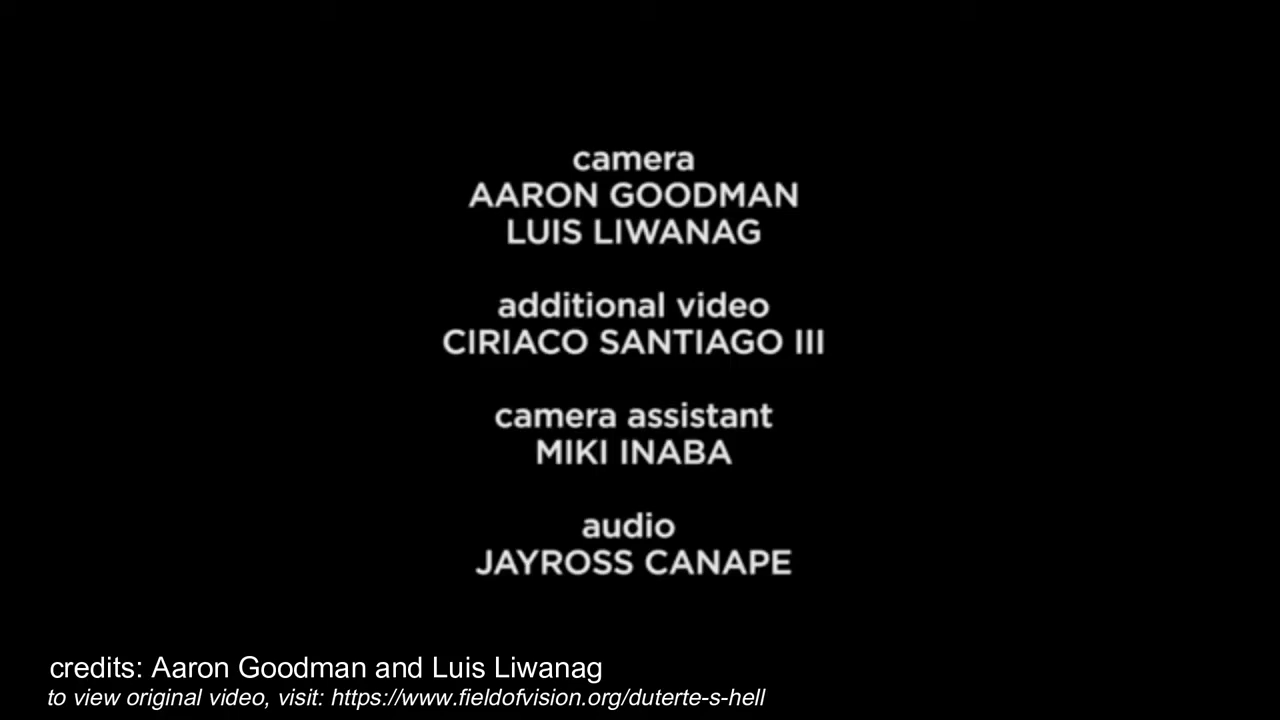 camera
AARON GOODMAN
LUIS LIWANAG
additional video
CIRIACO SANTIAGO III
camera assistant
MIKI INABA
audio
JAYROSS CANAPE
credits: Aaron Goodman and Luis Liwanag
to view original video, visit: https://www.fieldofvision.org/duterte-s-hell